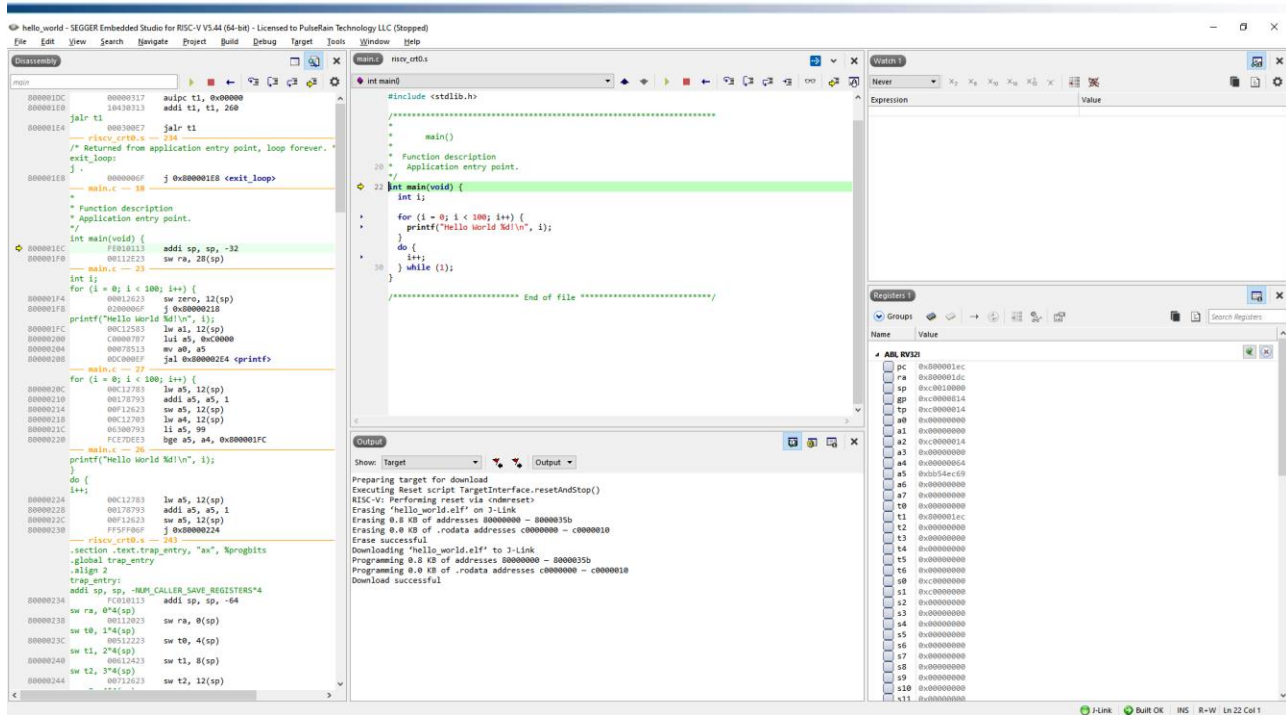 hello_world - SEGGER Embedded Studio for RISC-V V5.44 (64-bit) - Licensed to PulseRain Technology LLC (Stopped)
File Edit View Search Navigate Project Build Debug Target Tools Window Help
Disassembly
main
800001DC 00000317 auipc t1, 0x00000
800001E0 10430313 addi t1, t1, 260
jalr t1
800001E4 000300E7 jalr t1
riscv_crt0.s — 234
/* Returned from application entry point, loop forever. *
exit_loop:
j .
800001E8 0000006F j 0x800001E8 <exit_loop>
main.c — 18
*
* Function description
* Application entry point.
*/
int main(void) {
800001EC FE010113 addi sp, sp, -32
800001F0 00112E23 sw ra, 28(sp)
main.c — 23
int i;
for (i = 0; i < 100; i++) {
800001F4 00012623 sw zero, 12(sp)
800001F8 0200006F j 0x80000218
printf("Hello World %d!\n", i);
800001FC 00C12583 lw a1, 12(sp)
80000200 C00007B7 lui a5, 0xC0000
80000204 00078513 mv a0, a5
80000208 0DC000EF jal 0x800002E4 <printf>
main.c — 27
for (i = 0; i < 100; i++) {
8000020C 00C12783 lw a5, 12(sp)
80000210 00178793 addi a5, a5, 1
80000214 00F12623 sw a5, 12(sp)
80000218 00C12703 lw a4, 12(sp)
8000021C 06300793 li a5, 99
80000220 FCE7DEE3 bge a5, a4, 0x800001FC
main.c — 26
printf("Hello World %d!\n", i);
}
do {
i++;
80000224 00C12783 lw a5, 12(sp)
80000228 00178793 addi a5, a5, 1
8000022C 00F12623 sw a5, 12(sp)
80000230 FF5FF06F j 0x80000224
riscv_crt0.s — 243
.section .text.trap_entry, "ax", %progbits
.global trap_entry
.align 2
trap_entry:
addi sp, sp, -NUM_CALLER_SAVE_REGISTERS*4
80000234 FC010113 addi sp, sp, -64
sw ra, 0*4(sp)
80000238 00112023 sw ra, 0(sp)
sw t0, 1*4(sp)
8000023C 00512223 sw t0, 4(sp)
sw t1, 2*4(sp)
80000240 00612423 sw t1, 8(sp)
sw t2, 3*4(sp)
80000244 00712623 sw t2, 12(sp)
main.c riscv_crt0.s
int main()
#include <stdlib.h>
/*********************************************************************
*
* main()
*
* Function description
20 * Application entry point.
*/
22 int main(void) {
int i;
for (i = 0; i < 100; i++) {
printf("Hello World %d!\n", i);
}
do {
i++;
30 } while (1);
}
/*************************** End of file ****************************/
Output
Show: Target Output
Preparing target for download
Executing Reset script TargetInterface.resetAndStop()
RISC-V: Performing reset via <ndmreset>
Erasing ‘hello_world.elf’ on J-Link
Erasing 0.8 KB of addresses 80000000 — 8000035b
Erasing 0.0 KB of .rodata addresses c0000000 — c0000010
Erase successful
Downloading ‘hello_world.elf’ to J-Link
Programming 0.8 KB of addresses 80000000 — 8000035b
Programming 0.0 KB of .rodata addresses c0000000 — c0000010
Download successful
Watch 1
Never
Expression Value
Registers 1
Groups Search Registers
Name Value
ABI, RV32I
pc 0x800001ec
ra 0x800001dc
sp 0xc0010000
gp 0xc0000814
tp 0xc0000014
a0 0x00000000
a1 0x00000000
a2 0xc0000014
a3 0x00000000
a4 0x00000064
a5 0xbb54ec69
a6 0x00000000
a7 0x00000000
t0 0x00000000
t1 0x800001ec
t2 0x00000000
t3 0x00000000
t4 0x00000000
t5 0x00000000
t6 0x00000000
s0 0xc0000000
s1 0xc0000000
s2 0x00000000
s3 0x00000000
s4 0x00000000
s5 0x00000000
s6 0x00000000
s7 0x00000000
s8 0x00000000
s9 0x00000000
s10 0x00000000
s11 0x00000000
J-Link Built OK INS R+W Ln 22 Col 1